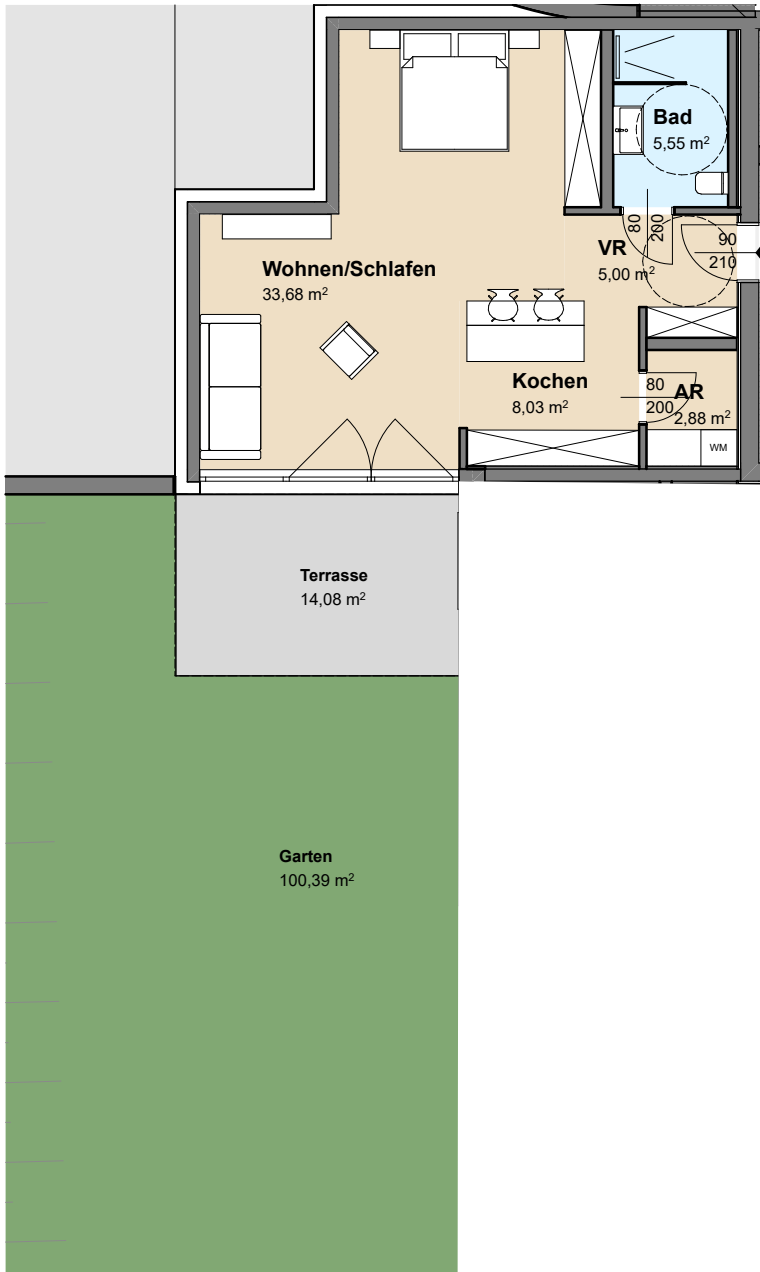 Bad
5,55 m²
80
200
VR
5,00 m²
90
210
Wohnen/Schlafen
33,68 m²
Kochen
8,03 m²
80
200
AR
2,88 m²
WM
Terrasse
14,08 m²
Garten
100,39 m²